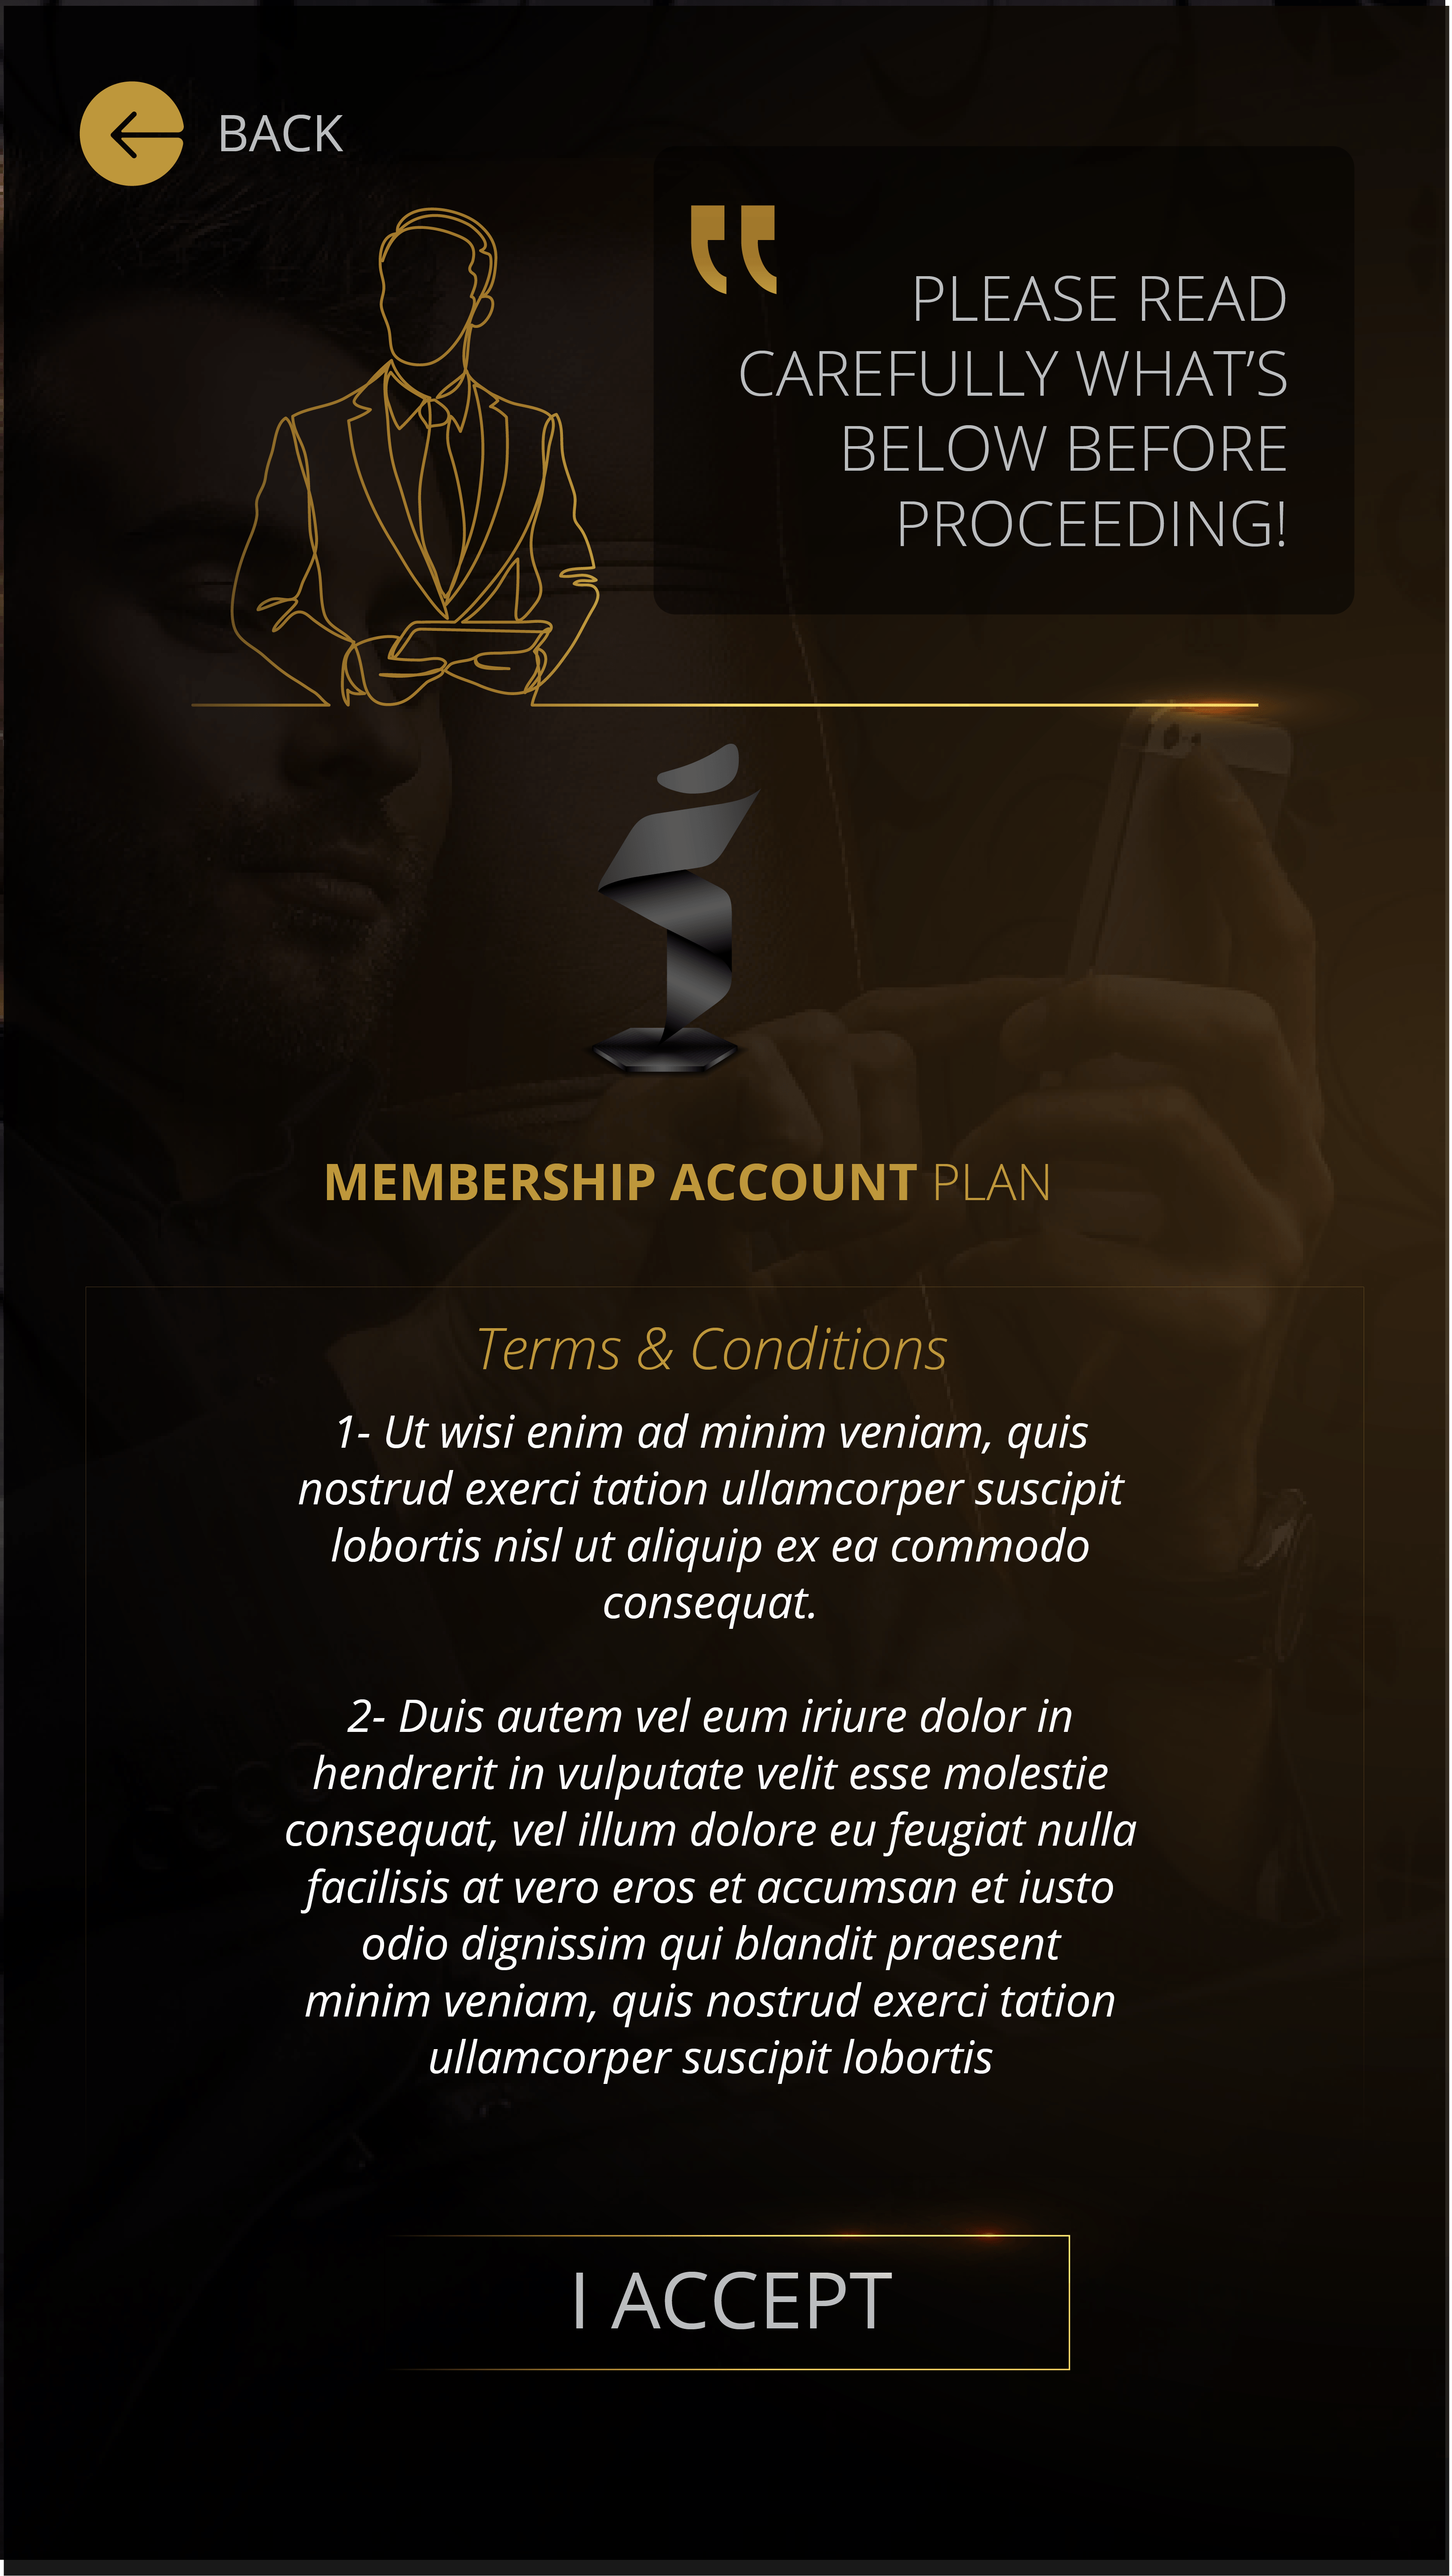 BACK
PLEASE READ
CAREFULLY WHAT’S
BELOW BEFORE
PROCEEDING!
MEMBERSHIP ACCOUNT PLAN
Terms & Conditions
1- Ut wisi enim ad minim veniam, quis
nostrud exerci tation ullamcorper suscipit
lobortis nisl ut aliquip ex ea commodo
consequat.
2- Duis autem vel eum iriure dolor in
hendrerit in vulputate velit esse molestie
consequat, vel illum dolore eu feugiat nulla
facilisis at vero eros et accumsan et iusto
odio dignissim qui blandit praesent
minim veniam, quis nostrud exerci tation
ullamcorper suscipit lobortis
I ACCEPT